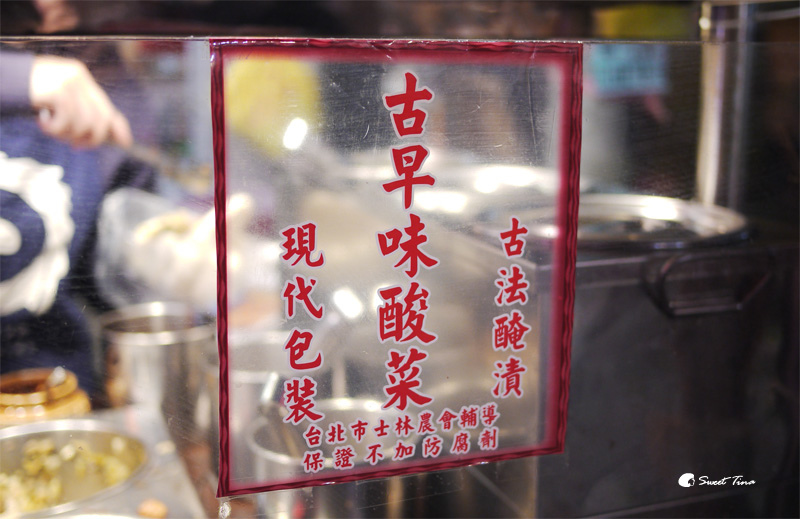 古早味酸菜
古法醃漬
現代包裝
台北市士林農會輔導
保證不加防腐劑
Sweet Tina